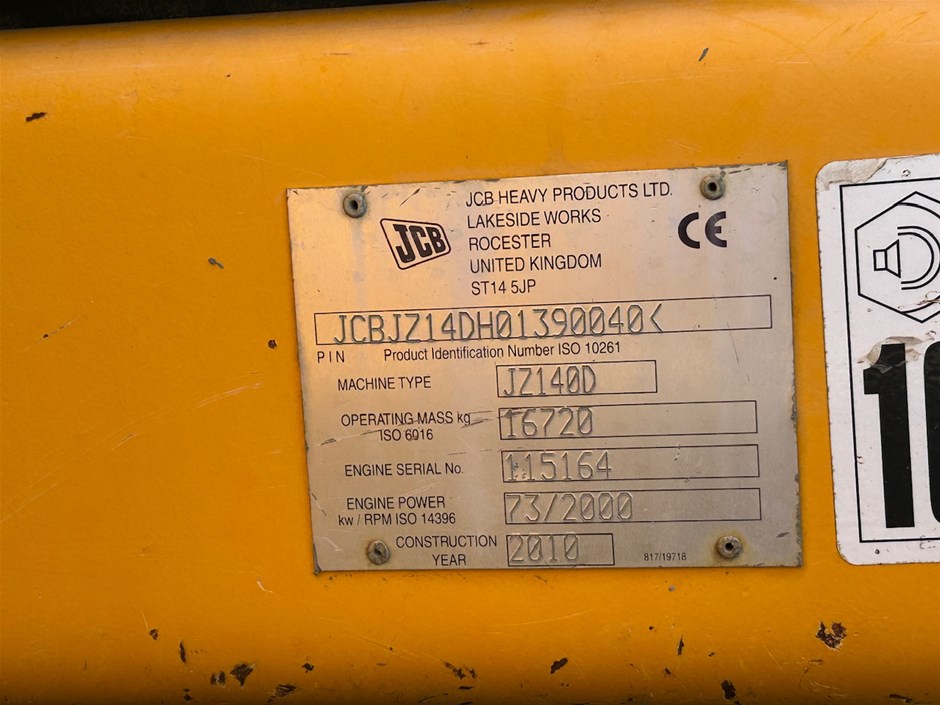 JCB
JCB HEAVY PRODUCTS LTD.
LAKESIDE WORKS
ROCESTER
UNITED KINGDOM
ST14 5JP
CE
JCBJZ14DH01390040<
PIN Product Identification Number ISO 10261
MACHINE TYPE JZ140D
OPERATING MASS kg 16720
ISO 6016
ENGINE SERIAL No. 115164
ENGINE POWER 73/2000
kw / RPM ISO 14396
CONSTRUCTION 2010
YEAR
817/19718